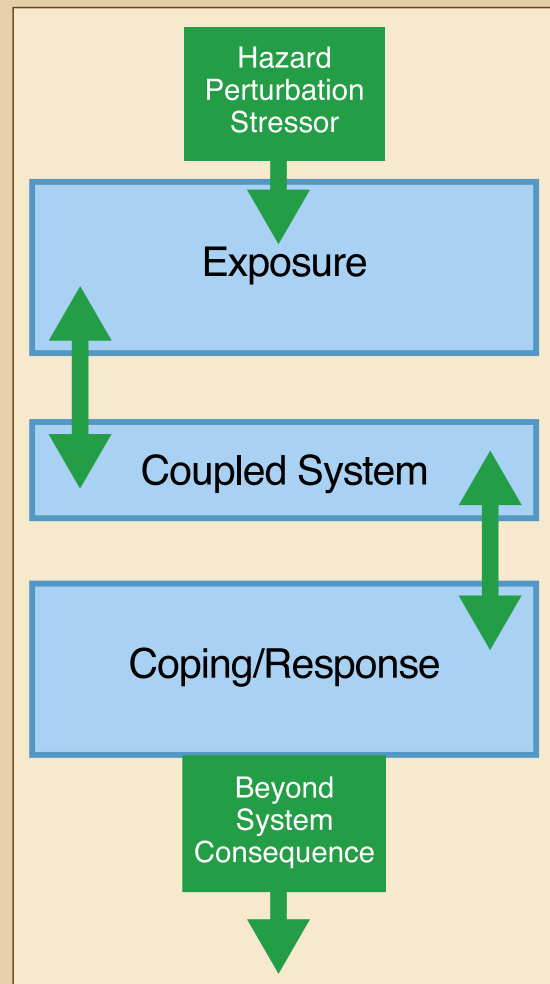 Hazard
Perturbation
Stressor
Exposure
Coupled System
Coping/Response
Beyond
System
Consequence